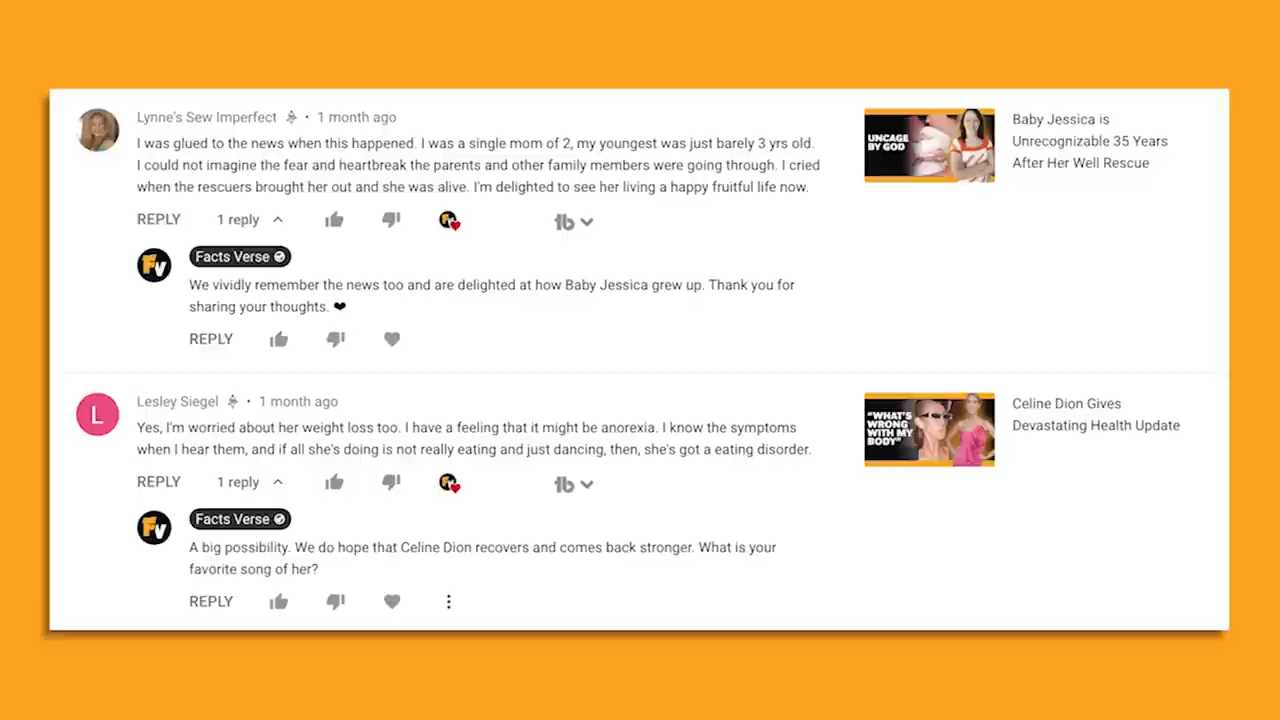 Lynne's Sew Imperfect · 1 month ago
I was glued to the news when this happened. I was a single mom of 2, my youngest was just barely 3 yrs old.
I could not imagine the fear and heartbreak the parents and other family members were going through. I cried
when the rescuers brought her out and she was alive. I'm delighted to see her living a happy fruitful life now.
REPLY 1 reply
UNCAGE
BY GOD
Baby Jessica is
Unrecognizable 35 Years
After Her Well Rescue
FV
Facts Verse
We vividly remember the news too and are delighted at how Baby Jessica grew up. Thank you for
sharing your thoughts. ❤
REPLY
L
Lesley Siegel · 1 month ago
Yes, I'm worried about her weight loss too. I have a feeling that it might be anorexia. I know the symptoms
when I hear them, and if all she's doing is not really eating and just dancing, then, she's got a eating disorder.
REPLY 1 reply
"WHAT'S
WRONG
WITH MY
BODY"
Celine Dion Gives
Devastating Health Update
FV
Facts Verse
A big possibility. We do hope that Celine Dion recovers and comes back stronger. What is your
favorite song of her?
REPLY